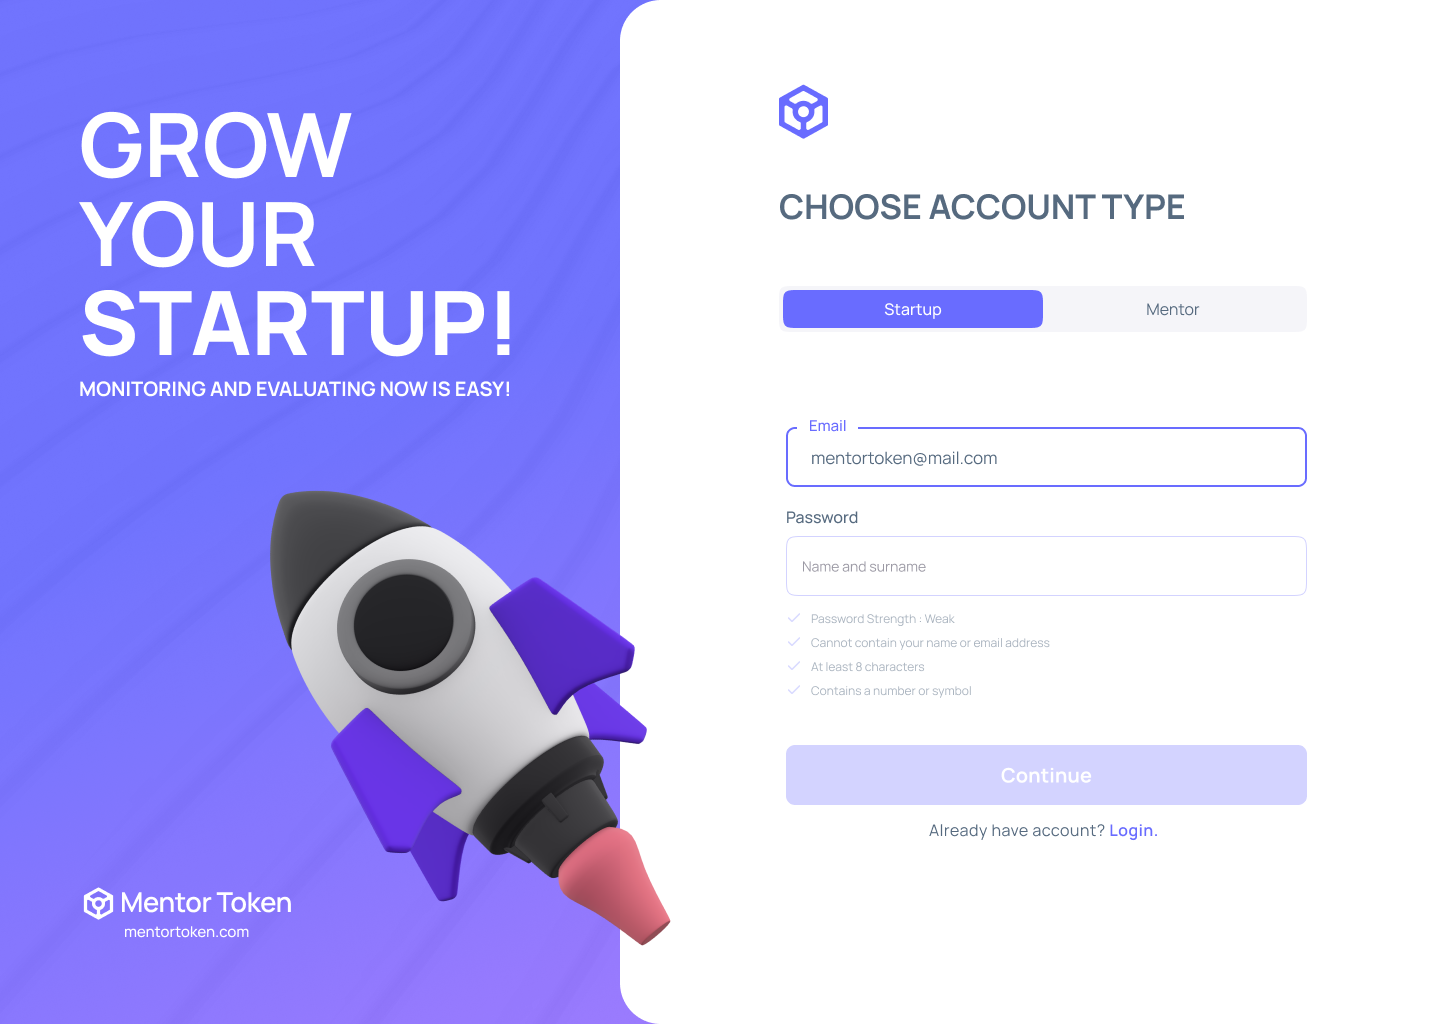 GROW
YOUR
STARTUP!
MONITORING AND EVALUATING NOW IS EASY!
Mentor Token
mentortoken.com
CHOOSE ACCOUNT TYPE
Startup Mentor
Email
mentortoken@mail.com
Password
Name and surname
Password Strength : Weak
Cannot contain your name or email address
At least 8 characters
Contains a number or symbol
Continue
Already have account? Login.